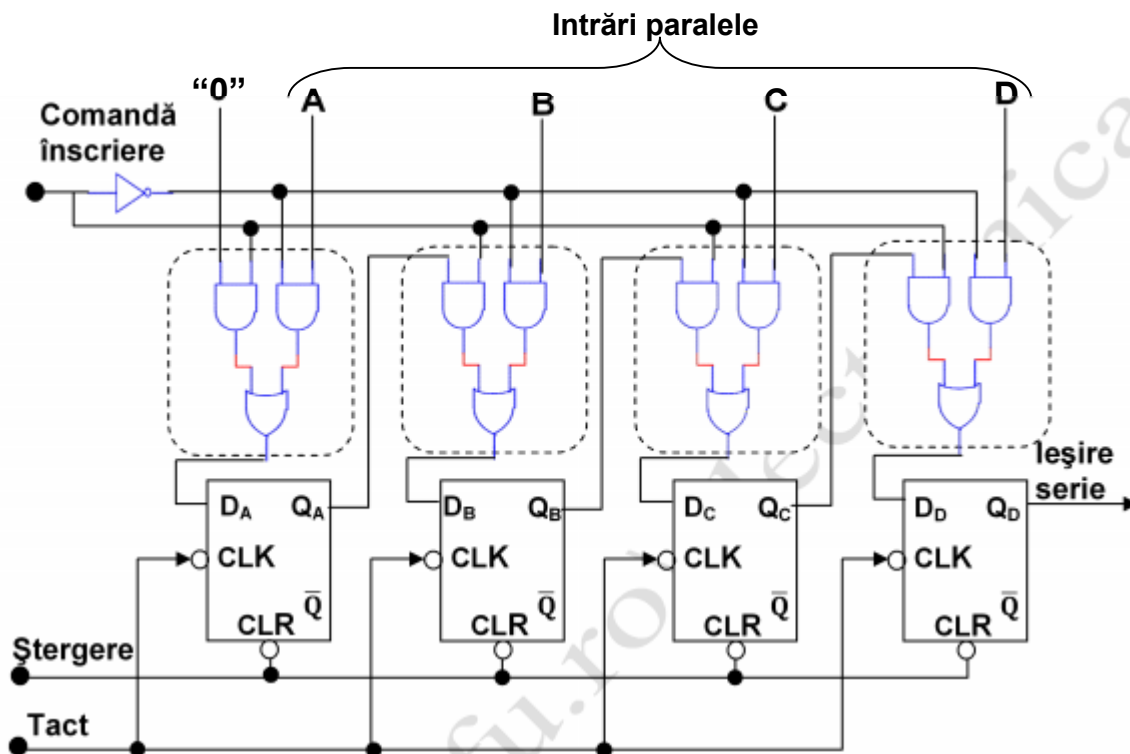 Intrări paralele
“0” A B C D
Comandă
înscriere
Ieşire
serie
D_A Q_A D_B Q_B D_C Q_C D_D Q_D
CLK CLK CLK CLK
Q̅ Q̅ Q̅ Q̅
CLR CLR CLR CLR
Ştergere
Tact